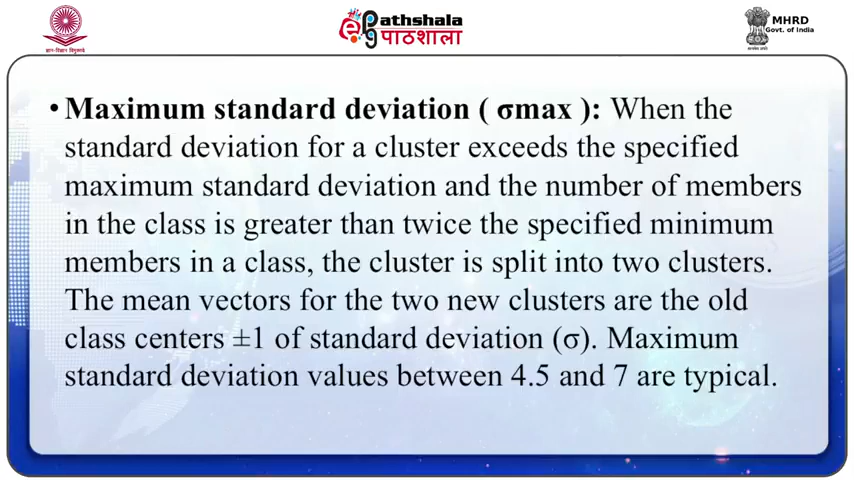 ज्ञान-विज्ञान विमुक्तये
ePathshala
पाठशाला
MHRD
Govt. of India
• Maximum standard deviation ( σmax ): When the
standard deviation for a cluster exceeds the specified
maximum standard deviation and the number of members
in the class is greater than twice the specified minimum
members in a class, the cluster is split into two clusters.
The mean vectors for the two new clusters are the old
class centers ±1 of standard deviation (σ). Maximum
standard deviation values between 4.5 and 7 are typical.